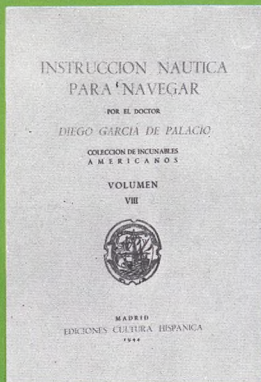 INSTRUCCION NAUTICA
PARA NAVEGAR
POR EL DOCTOR
DIEGO GARCIA DE PALACIO
COLECCION DE INCUNABLES
AMERICANOS
VOLUMEN
VIII
MADRID
EDICIONES CULTURA HISPANICA
1944